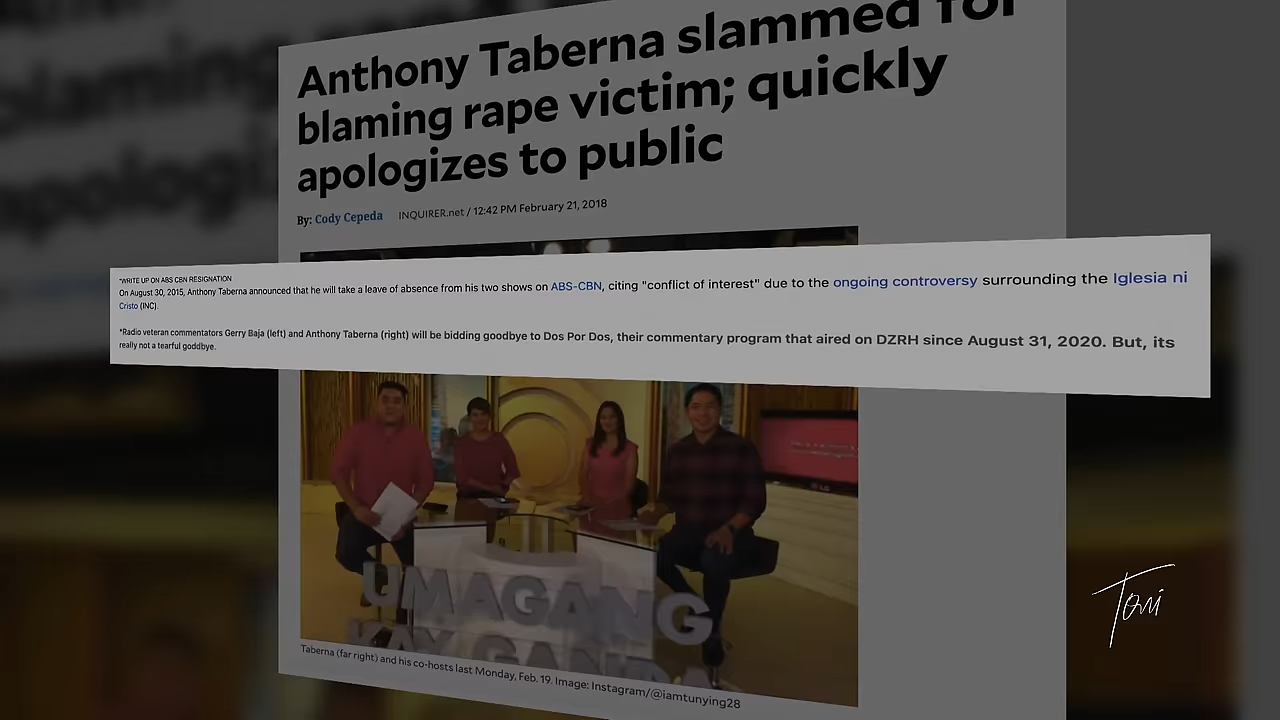 Anthony Taberna slammed for
blaming rape victim; quickly
apologizes to public
By: Cody Cepeda INQUIRER.net / 12:42 PM February 21, 2018
*WRITE UP ON ABS CBN RESIGNATION
On August 30, 2015, Anthony Taberna announced that he will take a leave of absence from his two shows on ABS-CBN, citing "conflict of interest" due to the ongoing controversy surrounding the Iglesia ni
Cristo (INC).
*Radio veteran commentators Gerry Baja (left) and Anthony Taberna (right) will be bidding goodbye to Dos Por Dos, their commentary program that aired on DZRH since August 31, 2020. But, its
really not a tearful goodbye.
LG
UMAGANG
KAY GANDA
Taberna (far right) and his co-hosts last Monday, Feb. 19. Image: Instagram/@iamtunying28
Toni